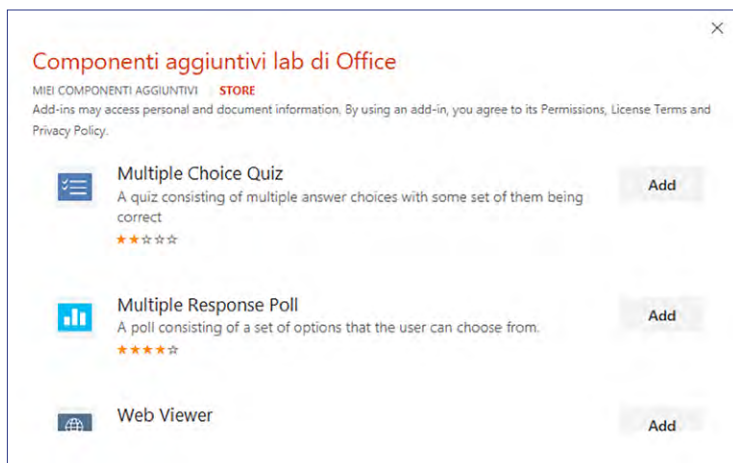 Componenti aggiuntivi lab di Office
MIEI COMPONENTI AGGIUNTIVI STORE
Add-ins may access personal and document information. By using an add-in, you agree to its Permissions, License Terms and
Privacy Policy.
Multiple Choice Quiz
Add
A quiz consisting of multiple answer choices with some set of them being
correct
Multiple Response Poll
Add
A poll consisting of a set of options that the user can choose from.
Web Viewer
Add